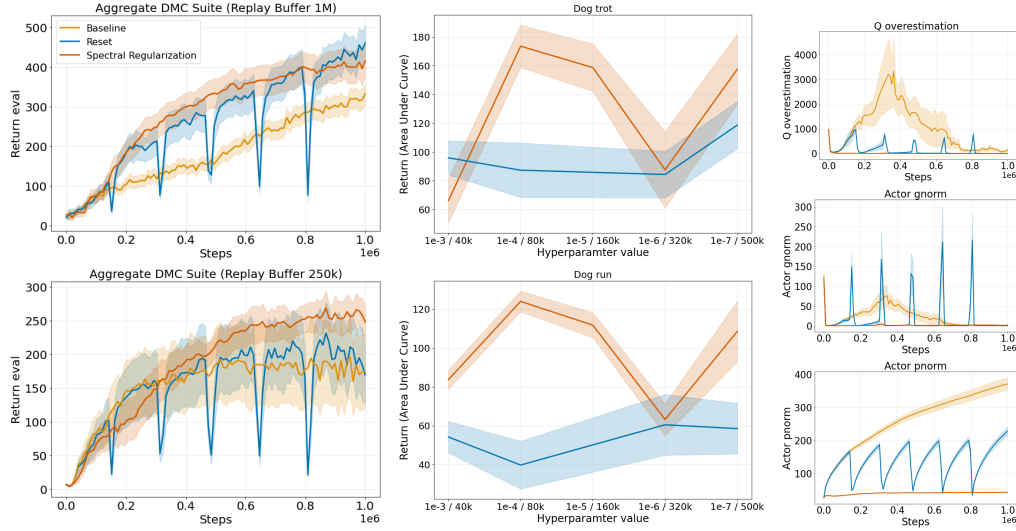 Aggregate DMC Suite (Replay Buffer 1M)
Return eval
500
400
300
200
100
0
Baseline
Reset
Spectral Regularization
0.0 0.2 0.4 0.6 0.8 1.0
Steps
1e6
Dog trot
Return (Area Under Curve)
180
160
140
120
100
80
60
1e-3 / 40k 1e-4 / 80k 1e-5 / 160k 1e-6 / 320k 1e-7 / 500k
Hyperparamter value
Q overestimation
Q overestimation
4000
3000
2000
1000
0
0.0 0.2 0.4 0.6 0.8 1.0
Steps
1e6
Actor gnorm
Actor gnorm
300
250
200
150
100
50
0
0.0 0.2 0.4 0.6 0.8 1.0
Steps
1e6
Aggregate DMC Suite (Replay Buffer 250k)
Return eval
300
250
200
150
100
50
0
0.0 0.2 0.4 0.6 0.8 1.0
Steps
1e6
Dog run
Return (Area Under Curve)
120
100
80
60
40
1e-3 / 40k 1e-4 / 80k 1e-5 / 160k 1e-6 / 320k 1e-7 / 500k
Hyperparamter value
Actor pnorm
Actor pnorm
400
300
200
100
0
0.0 0.2 0.4 0.6 0.8 1.0
Steps
1e6